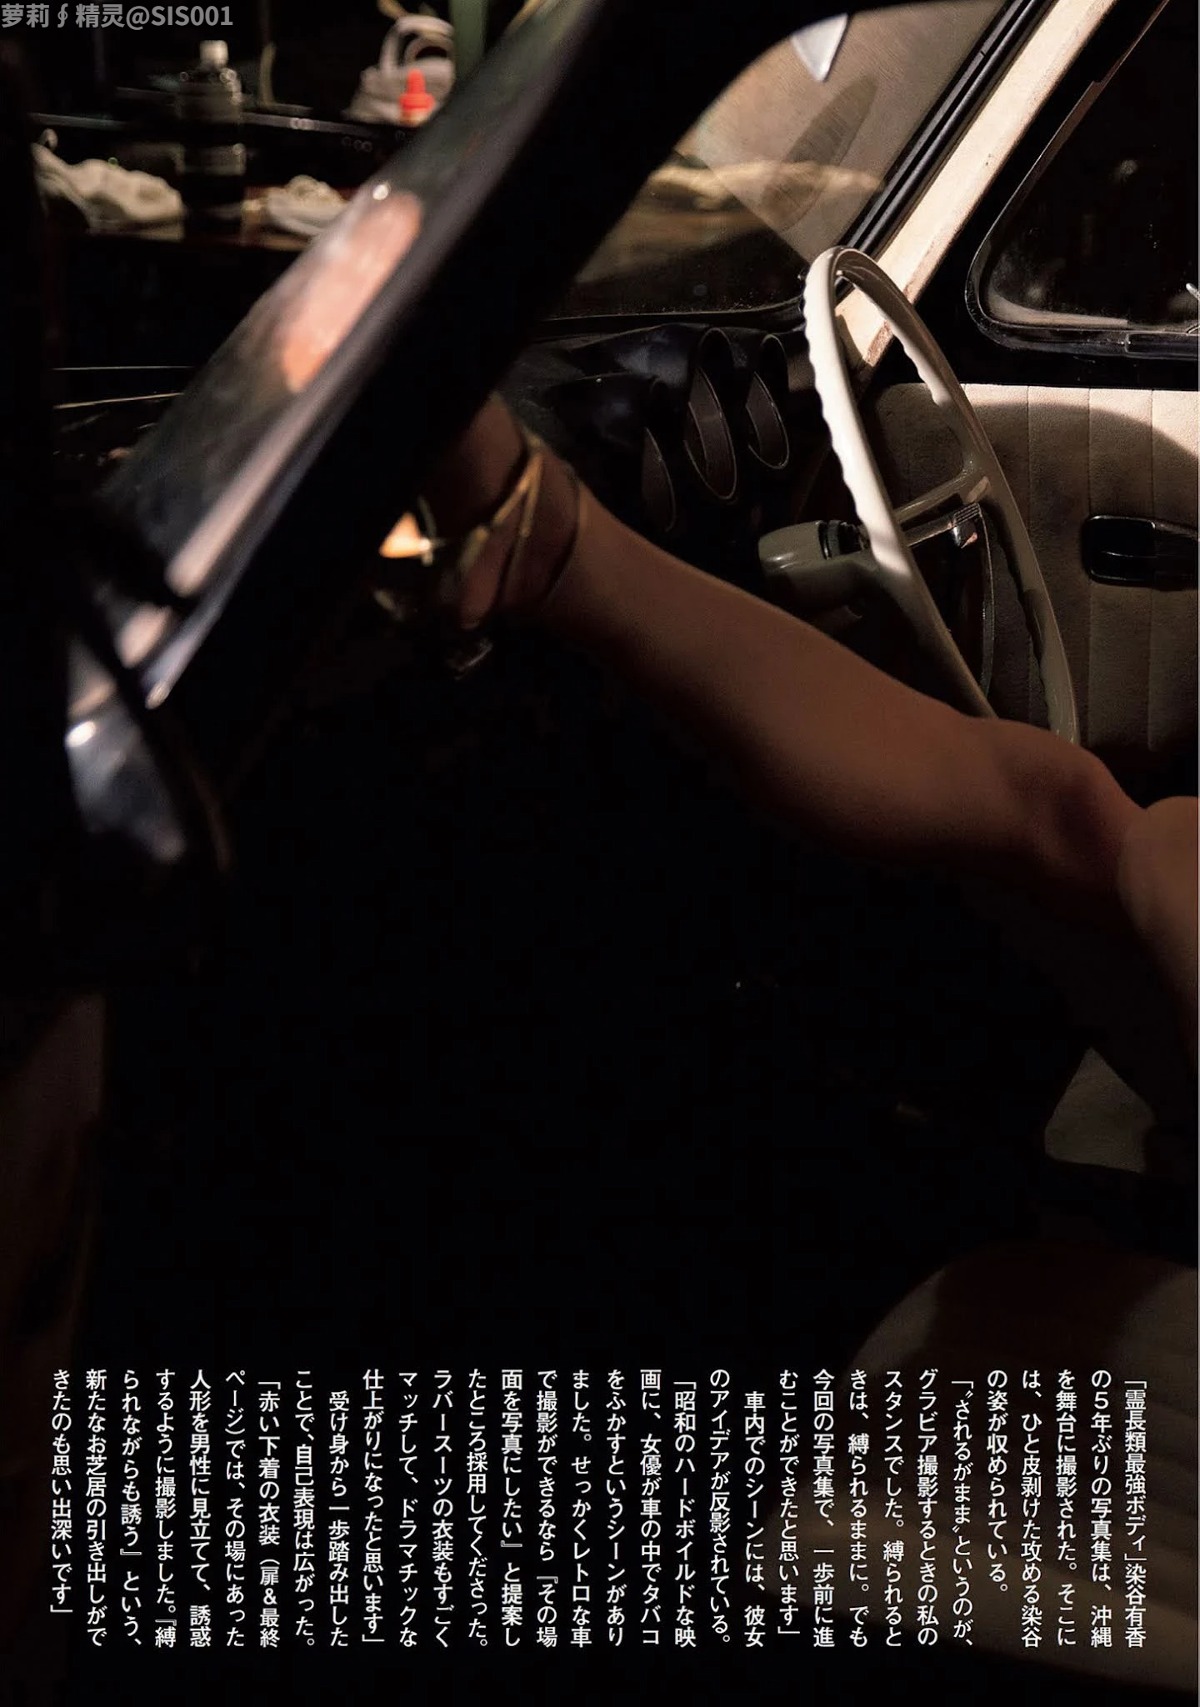 萝莉∮精灵@SIS001
「霊長類最強ボディ」染谷有香
の5年ぶりの写真集は、沖縄
を舞台に撮影された。そこに
は、ひと皮剥けた攻める染谷
の姿が収められている。
「〝されるがまま〟というのが、
グラビア撮影するときの私の
スタンスでした。縛られると
きは、縛られるままに。でも
今回の写真集で、一歩前に進
むことができたと思います」
車内でのシーンには、彼女
のアイデアが反影されている。
「昭和のハードボイルドな映
画に、女優が車の中でタバコ
をふかすというシーンがあり
ました。せっかくレトロな車
で撮影ができるなら『その場
面を写真にしたい』と提案し
たところ採用してくださった。
ラバースーツの衣装もすごく
マッチして、ドラマチックな
仕上がりになったと思います」
受け身から一歩踏み出した
ことで、自己表現は広がった。
「赤い下着の衣装（扉＆最終
ページ）では、その場にあった
人形を男性に見立てて、誘惑
するように撮影しました。『縛
られながらも誘う』という、
新たなお芝居の引き出しがで
きたのも思い出深いです」